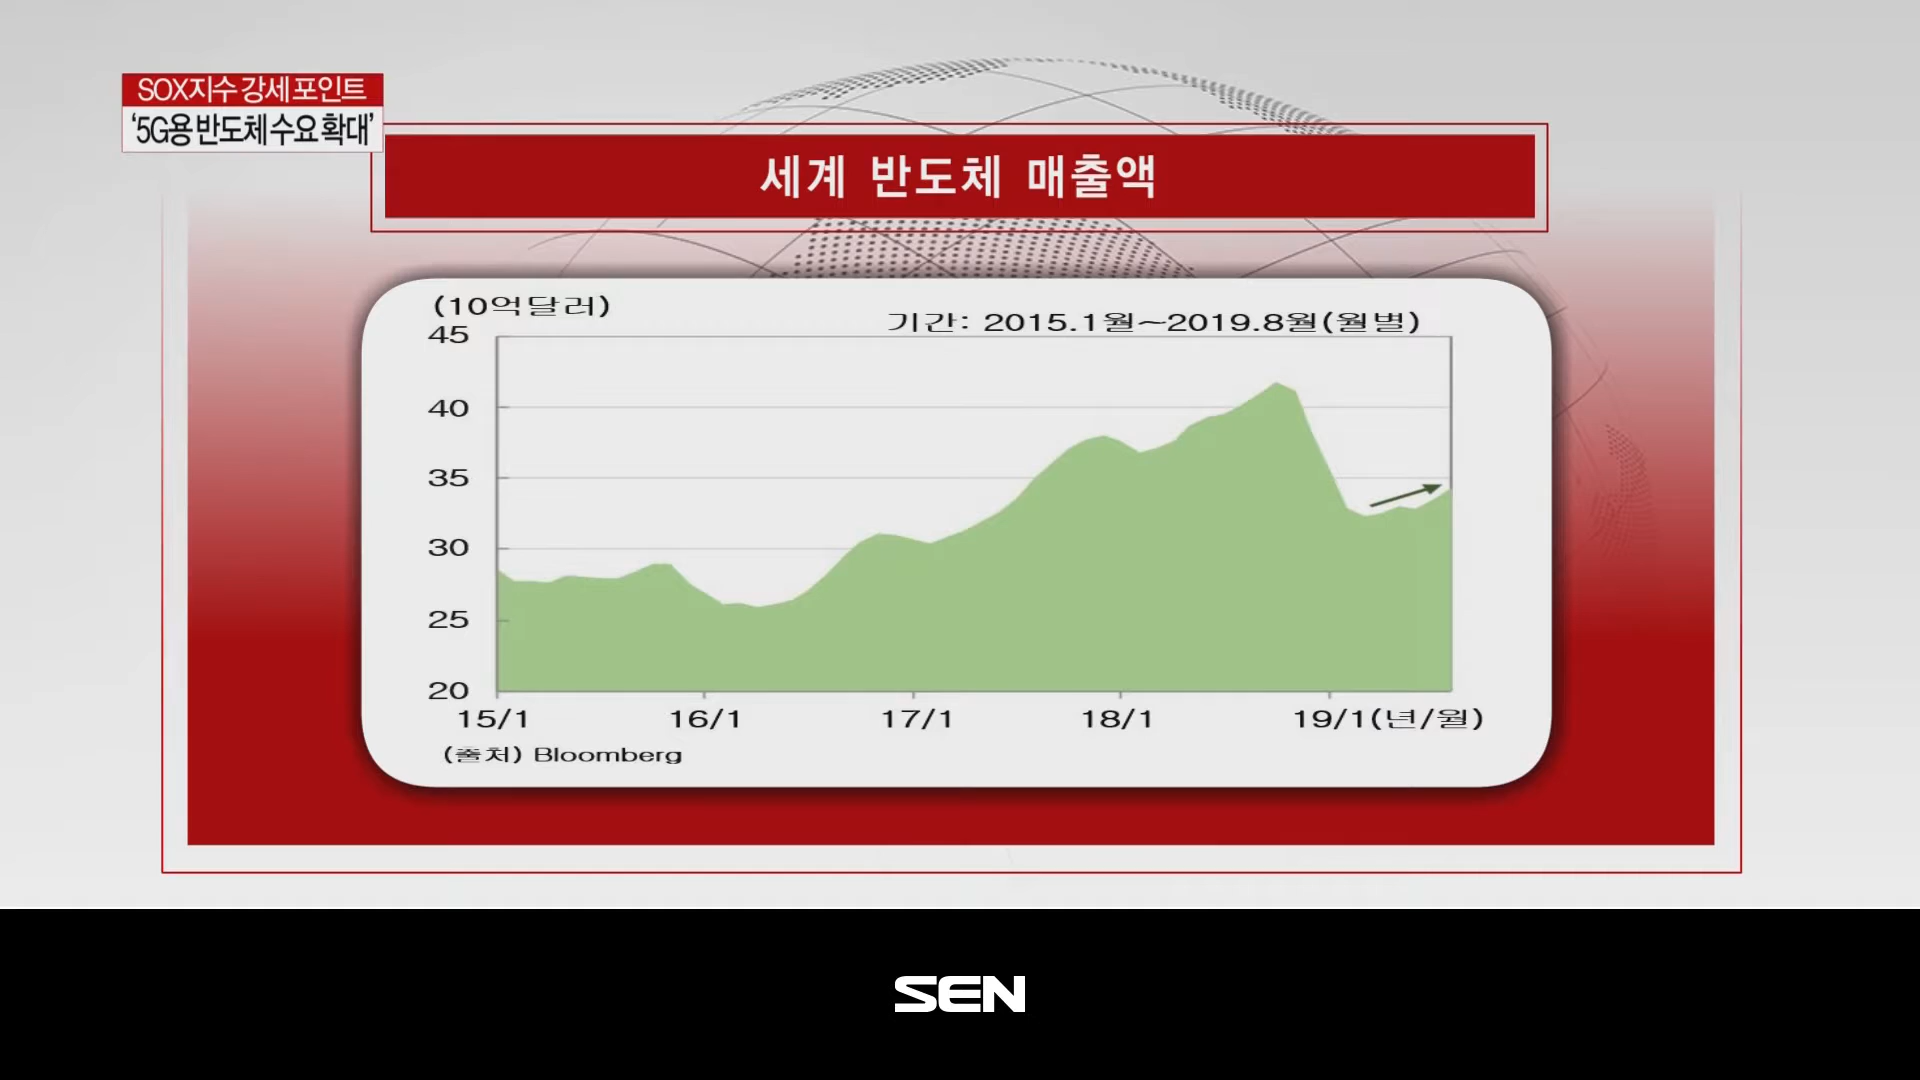 SOX지수 강세 포인트
‘5G용 반도체 수요 확대’
세계 반도체 매출액
(10억달러)
기간: 2015.1월~2019.8월(월별)
45
40
35
30
25
20
15/1 16/1 17/1 18/1 19/1(년/월)
(출처) Bloomberg
SEN